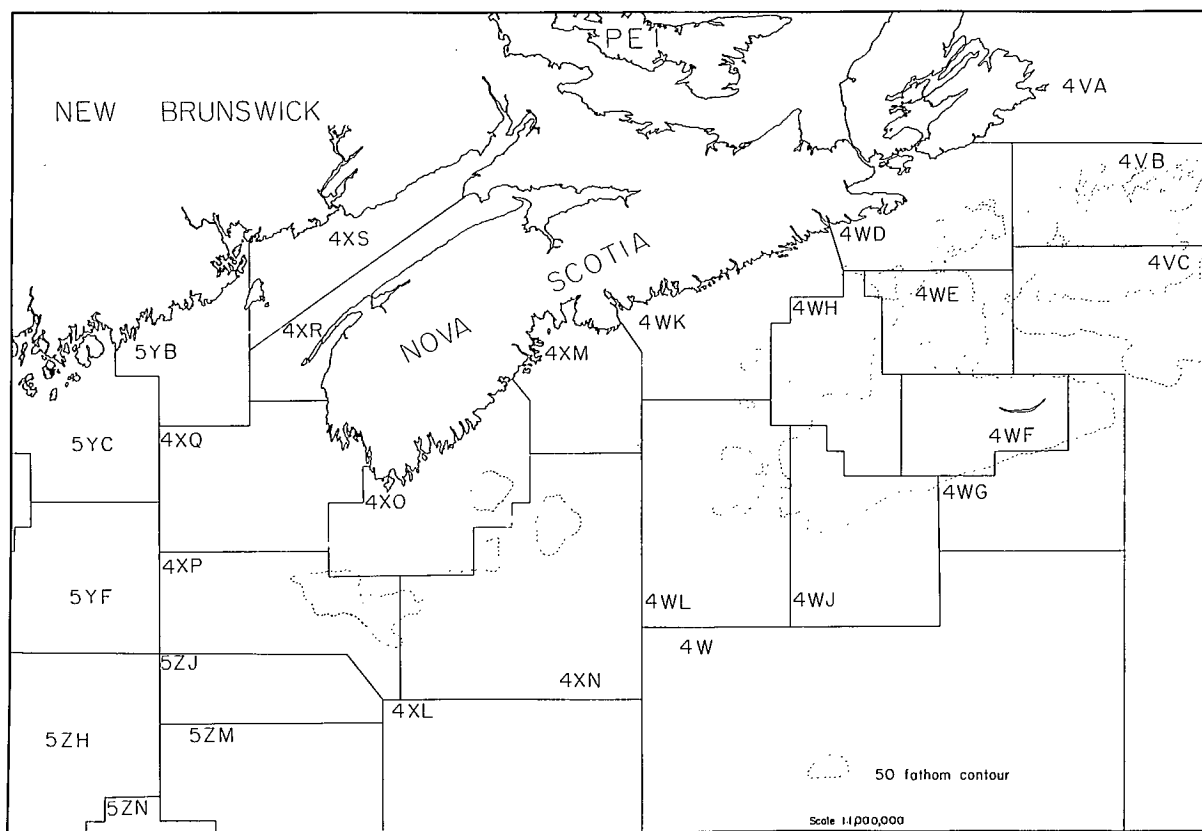 PEI
4VA
NEW BRUNSWICK
4VB
4XS
4WD
SCOTIA
4VC
4WE
4WH
4XR
NOVA
4WK
5YB
4XM
4XQ
4WF
5YC
4XO
4WG
4XP
5YF
4WL
4WJ
4W
5ZJ
4XN
4XL
5ZH
5ZM
50 fathom contour
5ZN
Scale 1:1,000,000